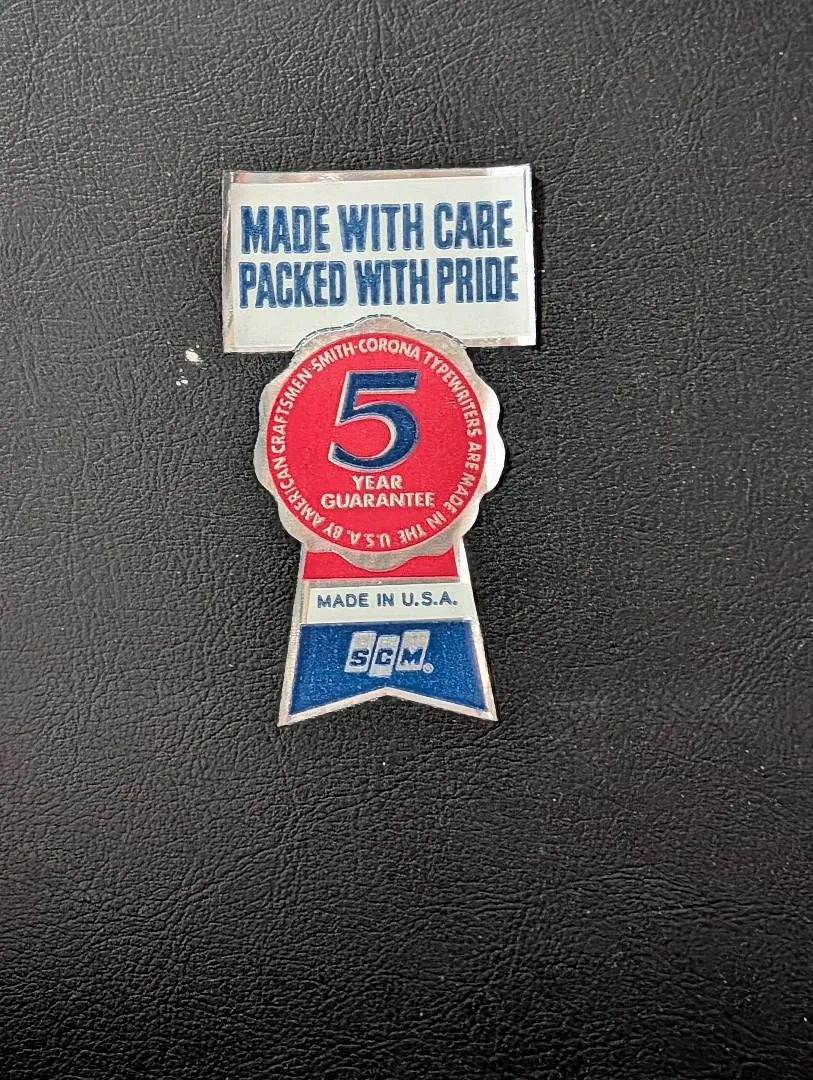 MADE WITH CARE
PACKED WITH PRIDE
SMITH-CORONA TYPEWRITERS ARE MADE IN THE U.S.A. BY AMERICAN CRAFTSMEN
5
YEAR
GUARANTEE
MADE IN U.S.A.
SCM®